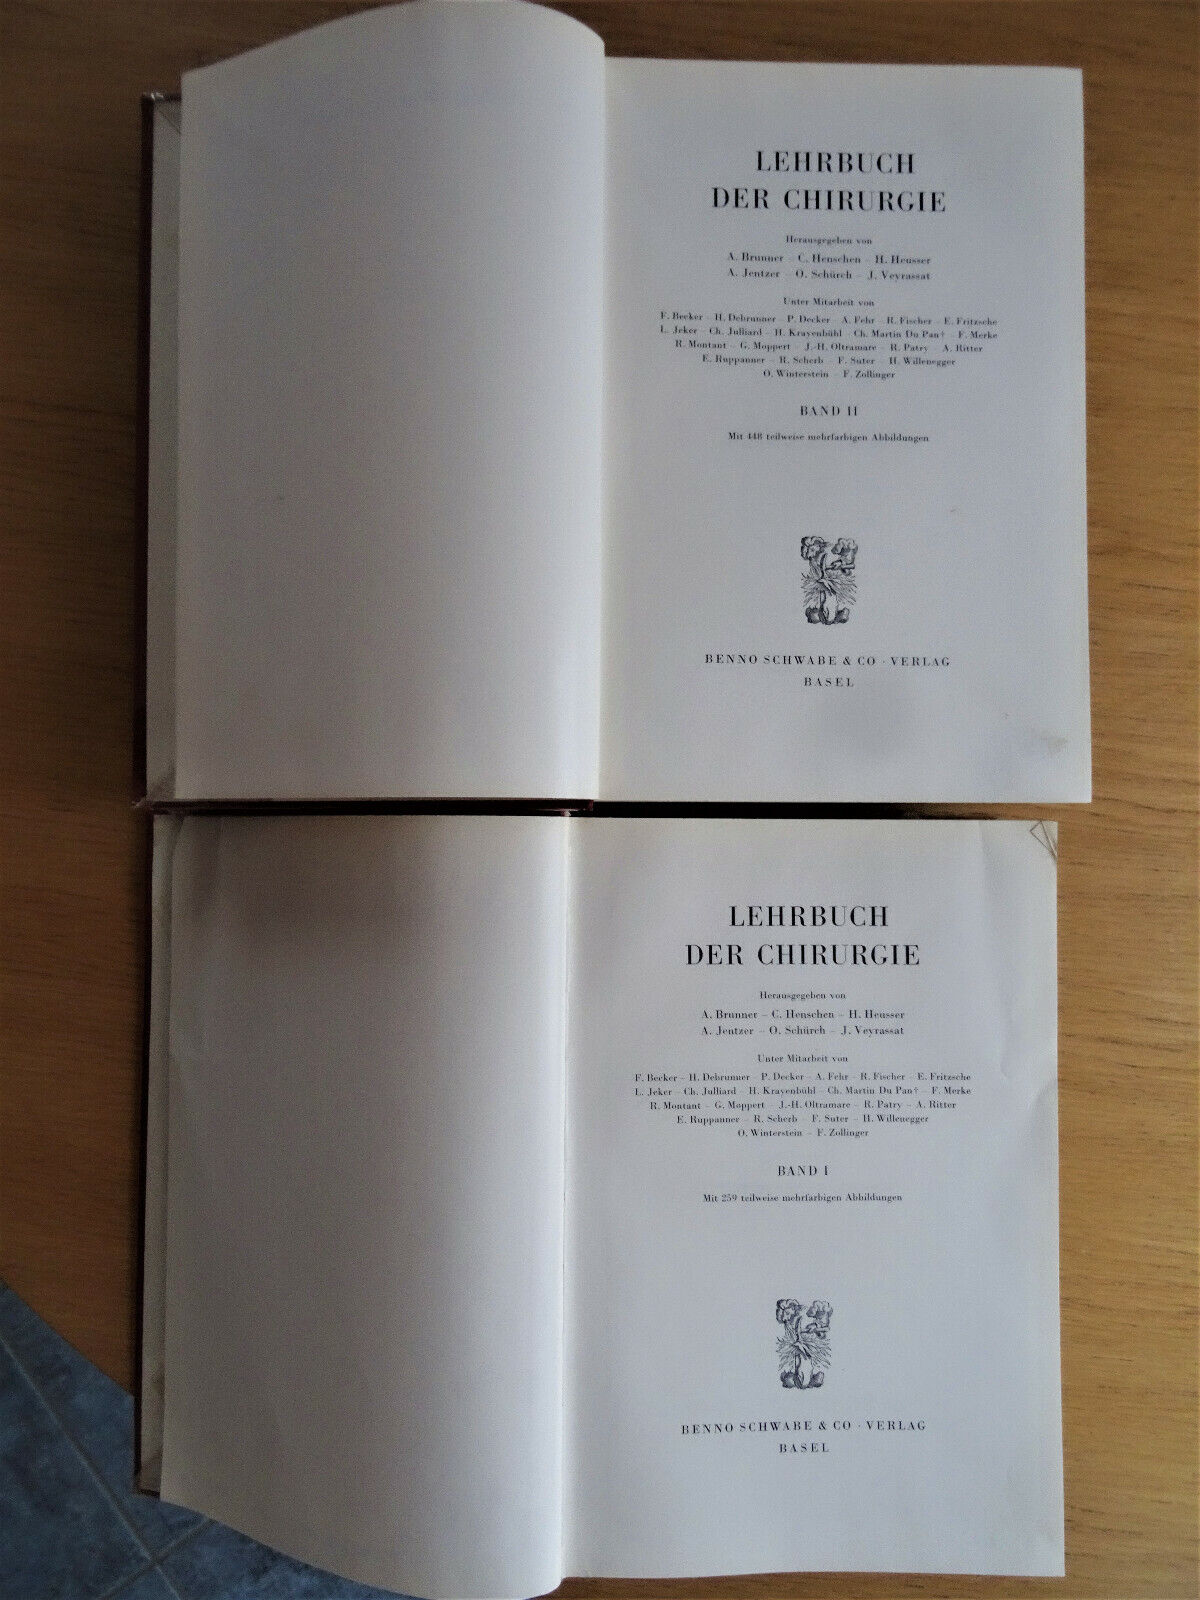 LEHRBUCH
DER CHIRURGIE
Herausgegeben von
A. Brunner – C. Henschen – H. Heusser
A. Jentzer – O. Schürch – J. Veyrassat
Unter Mitarbeit von
F. Becker – H. Debrunner – P. Decker – A. Fehr – R. Fischer – E. Fritzsche
L. Jeker – Ch. Julliard – H. Krayenbühl – Ch. Martin Du Pan† – F. Merke
R. Montant – G. Moppert – J.-H. Oltramare – R. Patry – A. Ritter
E. Ruppanner – R. Scherb – F. Suter – H. Willenegger
O. Winterstein – F. Zollinger
BAND II
Mit 448 teilweise mehrfarbigen Abbildungen
BENNO SCHWABE & CO · VERLAG
BASEL
LEHRBUCH
DER CHIRURGIE
Herausgegeben von
A. Brunner – C. Henschen – H. Heusser
A. Jentzer – O. Schürch – J. Veyrassat
Unter Mitarbeit von
F. Becker – H. Debrunner – P. Decker – A. Fehr – R. Fischer – E. Fritzsche
L. Jeker – Ch. Julliard – H. Krayenbühl – Ch. Martin Du Pan† – F. Merke
R. Montant – G. Moppert – J.-H. Oltramare – R. Patry – A. Ritter
E. Ruppanner – R. Scherb – F. Suter – H. Willenegger
O. Winterstein – F. Zollinger
BAND I
Mit 259 teilweise mehrfarbigen Abbildungen
BENNO SCHWABE & CO · VERLAG
BASEL